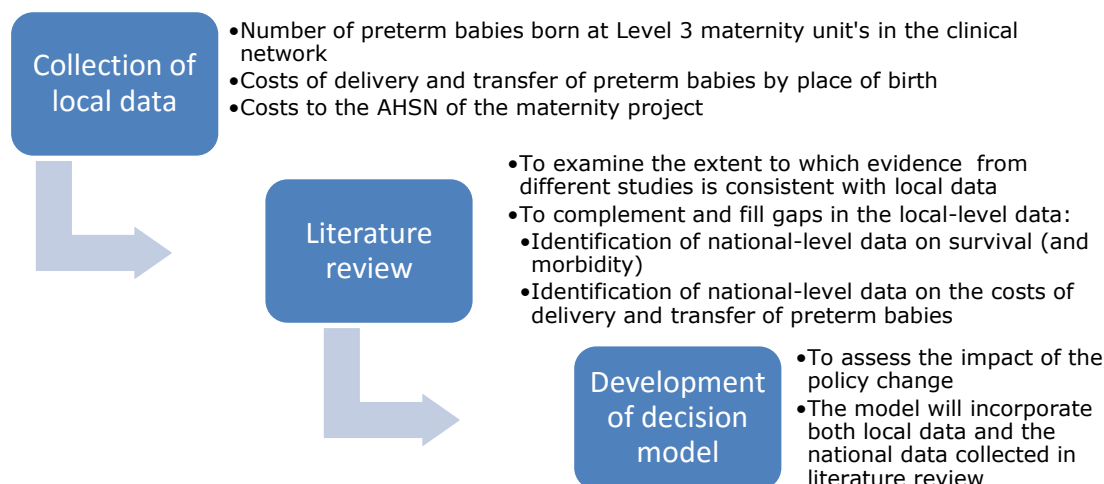 Collection of
local data
•Number of preterm babies born at Level 3 maternity unit's in the clinical
network
•Costs of delivery and transfer of preterm babies by place of birth
•Costs to the AHSN of the maternity project
Literature
review
•To examine the extent to which evidence from
different studies is consistent with local data
•To complement and fill gaps in the local-level data:
•Identification of national-level data on survival (and
morbidity)
•Identification of national-level data on the costs of
delivery and transfer of preterm babies
Development
of decision
model
•To assess the impact of the
policy change
•The model will incorporate
both local data and the
national data collected in
literature review